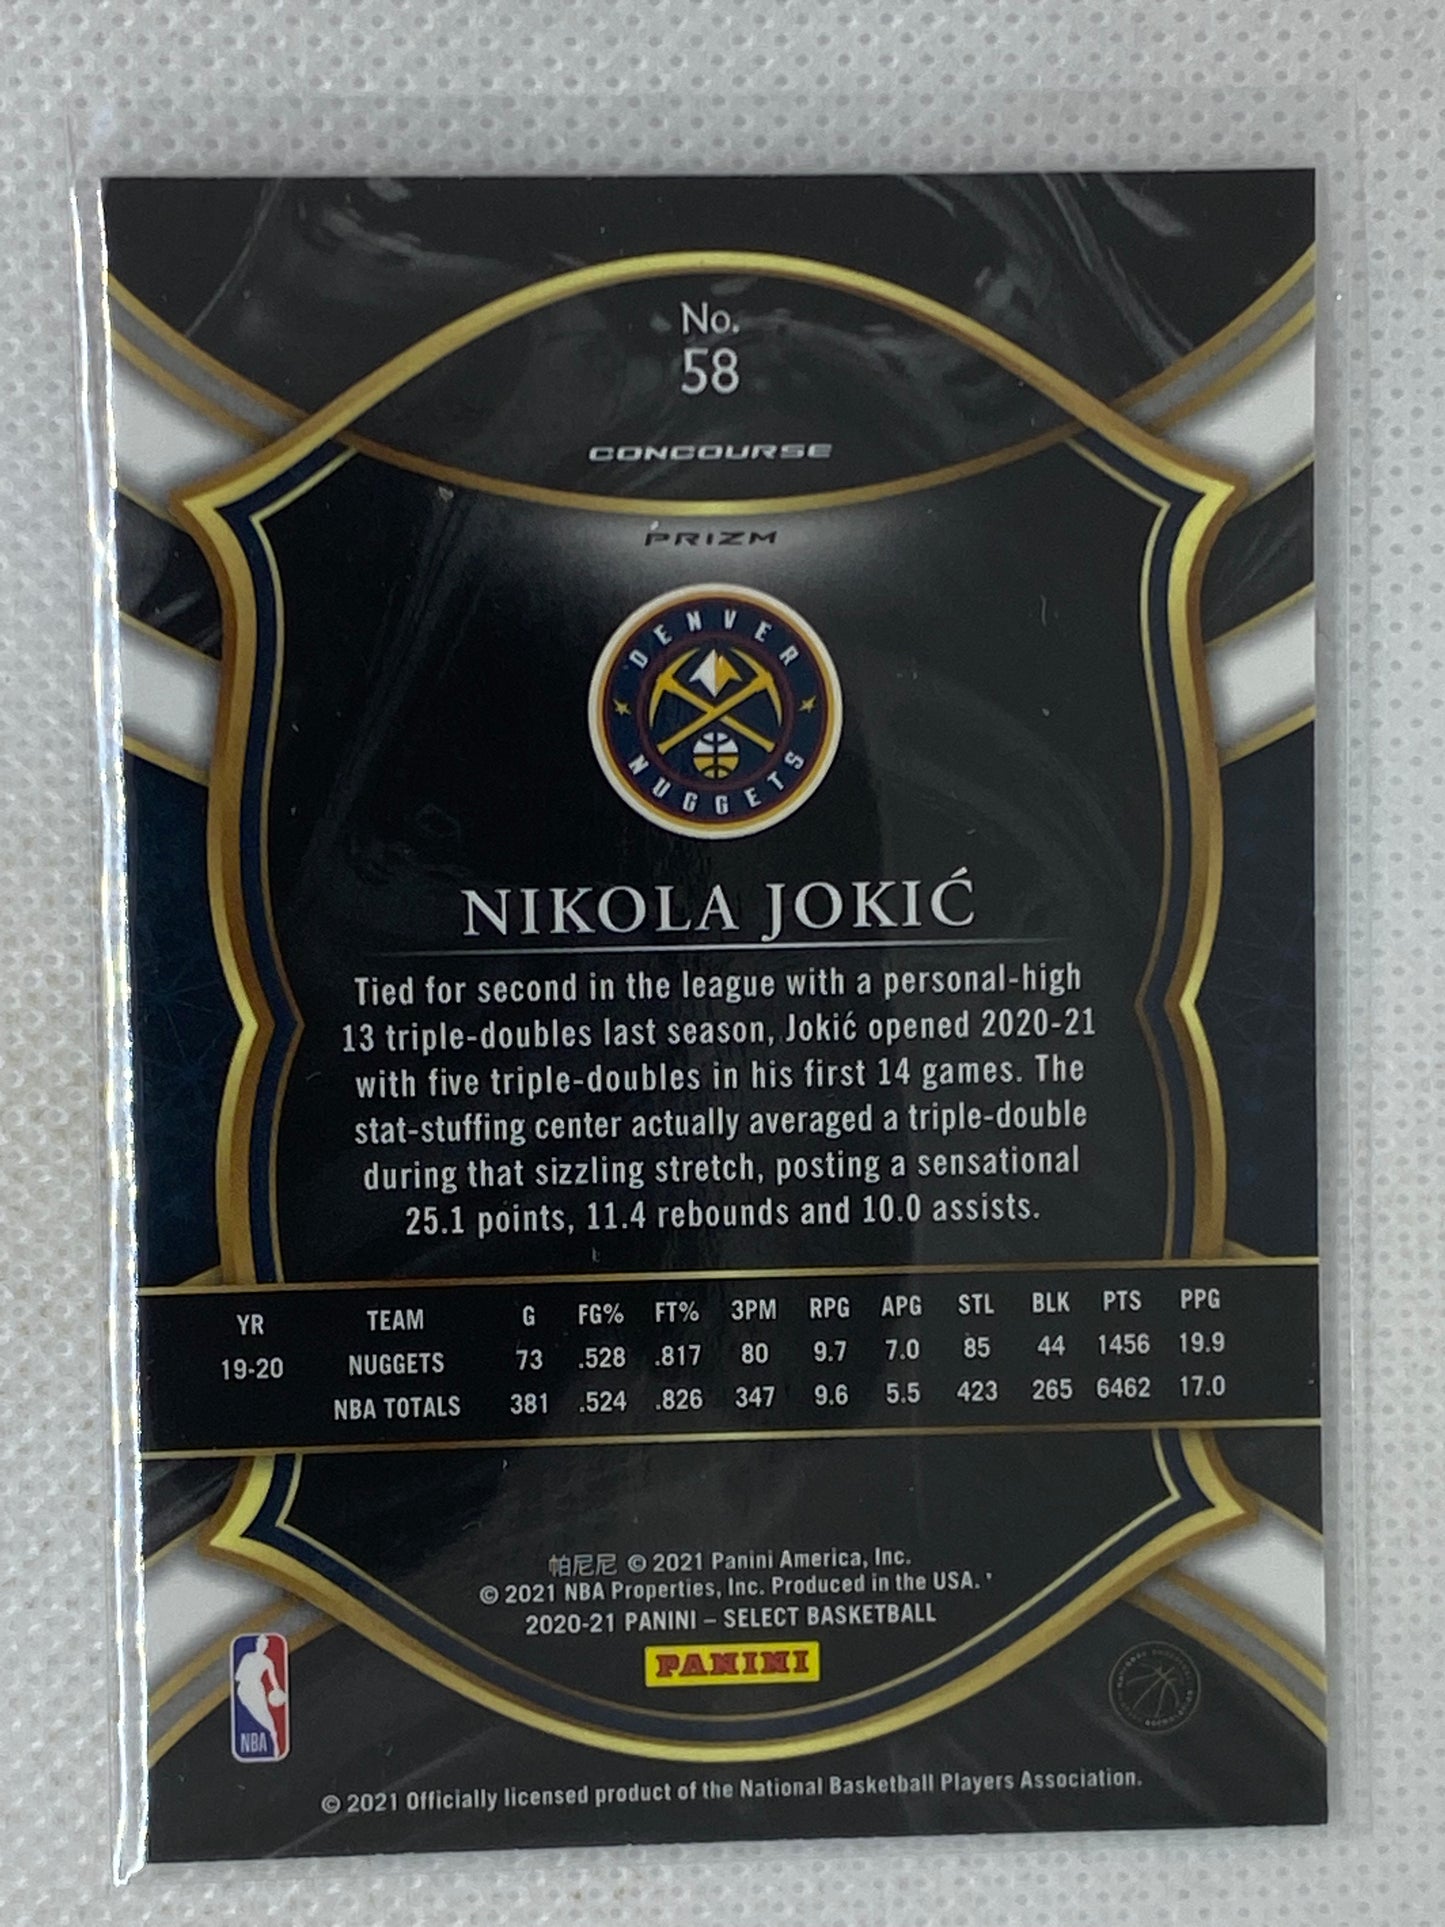 No.
58
CONCOURSE
PRIZM
DENVER
NUGGETS
NIKOLA JOKIĆ
Tied for second in the league with a personal-high
13 triple-doubles last season, Jokić opened 2020-21
with five triple-doubles in his first 14 games. The
stat-stuffing center actually averaged a triple-double
during that sizzling stretch, posting a sensational
25.1 points, 11.4 rebounds and 10.0 assists.
YR TEAM G FG% FT% 3PM RPG APG STL BLK PTS PPG
19-20 NUGGETS 73 .528 .817 80 9.7 7.0 85 44 1456 19.9
NBA TOTALS 381 .524 .826 347 9.6 5.5 423 265 6462 17.0
帕尼尼 © 2021 Panini America, Inc.
© 2021 NBA Properties, Inc. Produced in the USA.
2020-21 PANINI – SELECT BASKETBALL
PANINI
NBA
© 2021 Officially licensed product of the National Basketball Players Association.